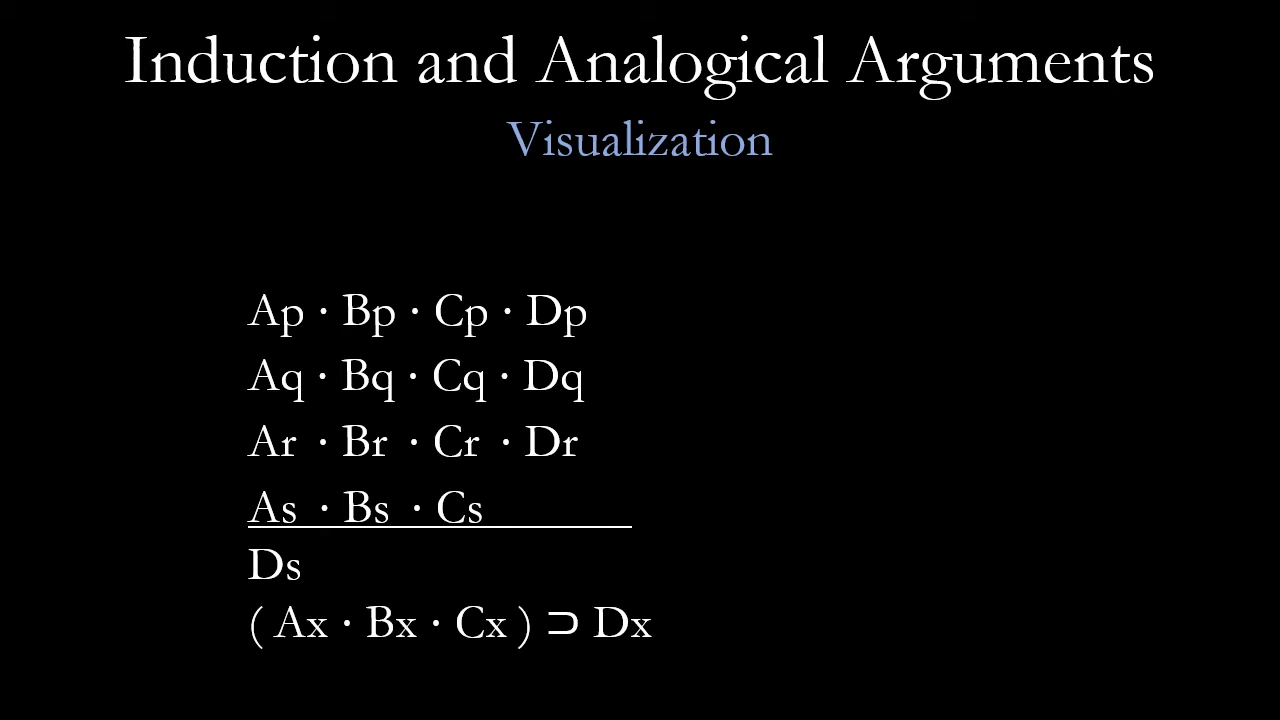 Induction and Analogical Arguments
Visualization
Ap · Bp · Cp · Dp
Aq · Bq · Cq · Dq
Ar · Br · Cr · Dr
As · Bs · Cs
Ds
( Ax · Bx · Cx ) ⊃ Dx